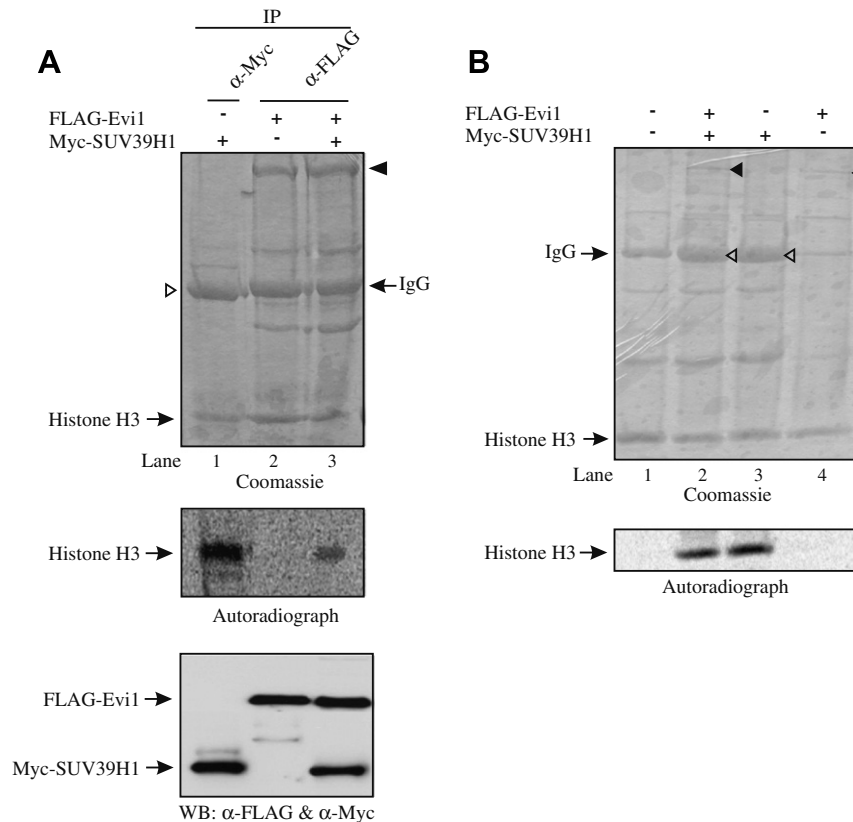 A
IP
α-Myc
α-FLAG
FLAG-Evi1 - + +
Myc-SUV39H1 + - +
IgG
Histone H3
Lane 1 2 3
Coomassie
Histone H3
Autoradiograph
FLAG-Evi1
Myc-SUV39H1
WB: α-FLAG & α-Myc
B
FLAG-Evi1 - + - +
Myc-SUV39H1 - + + -
IgG
Histone H3
Lane 1 2 3 4
Coomassie
Histone H3
Autoradiograph